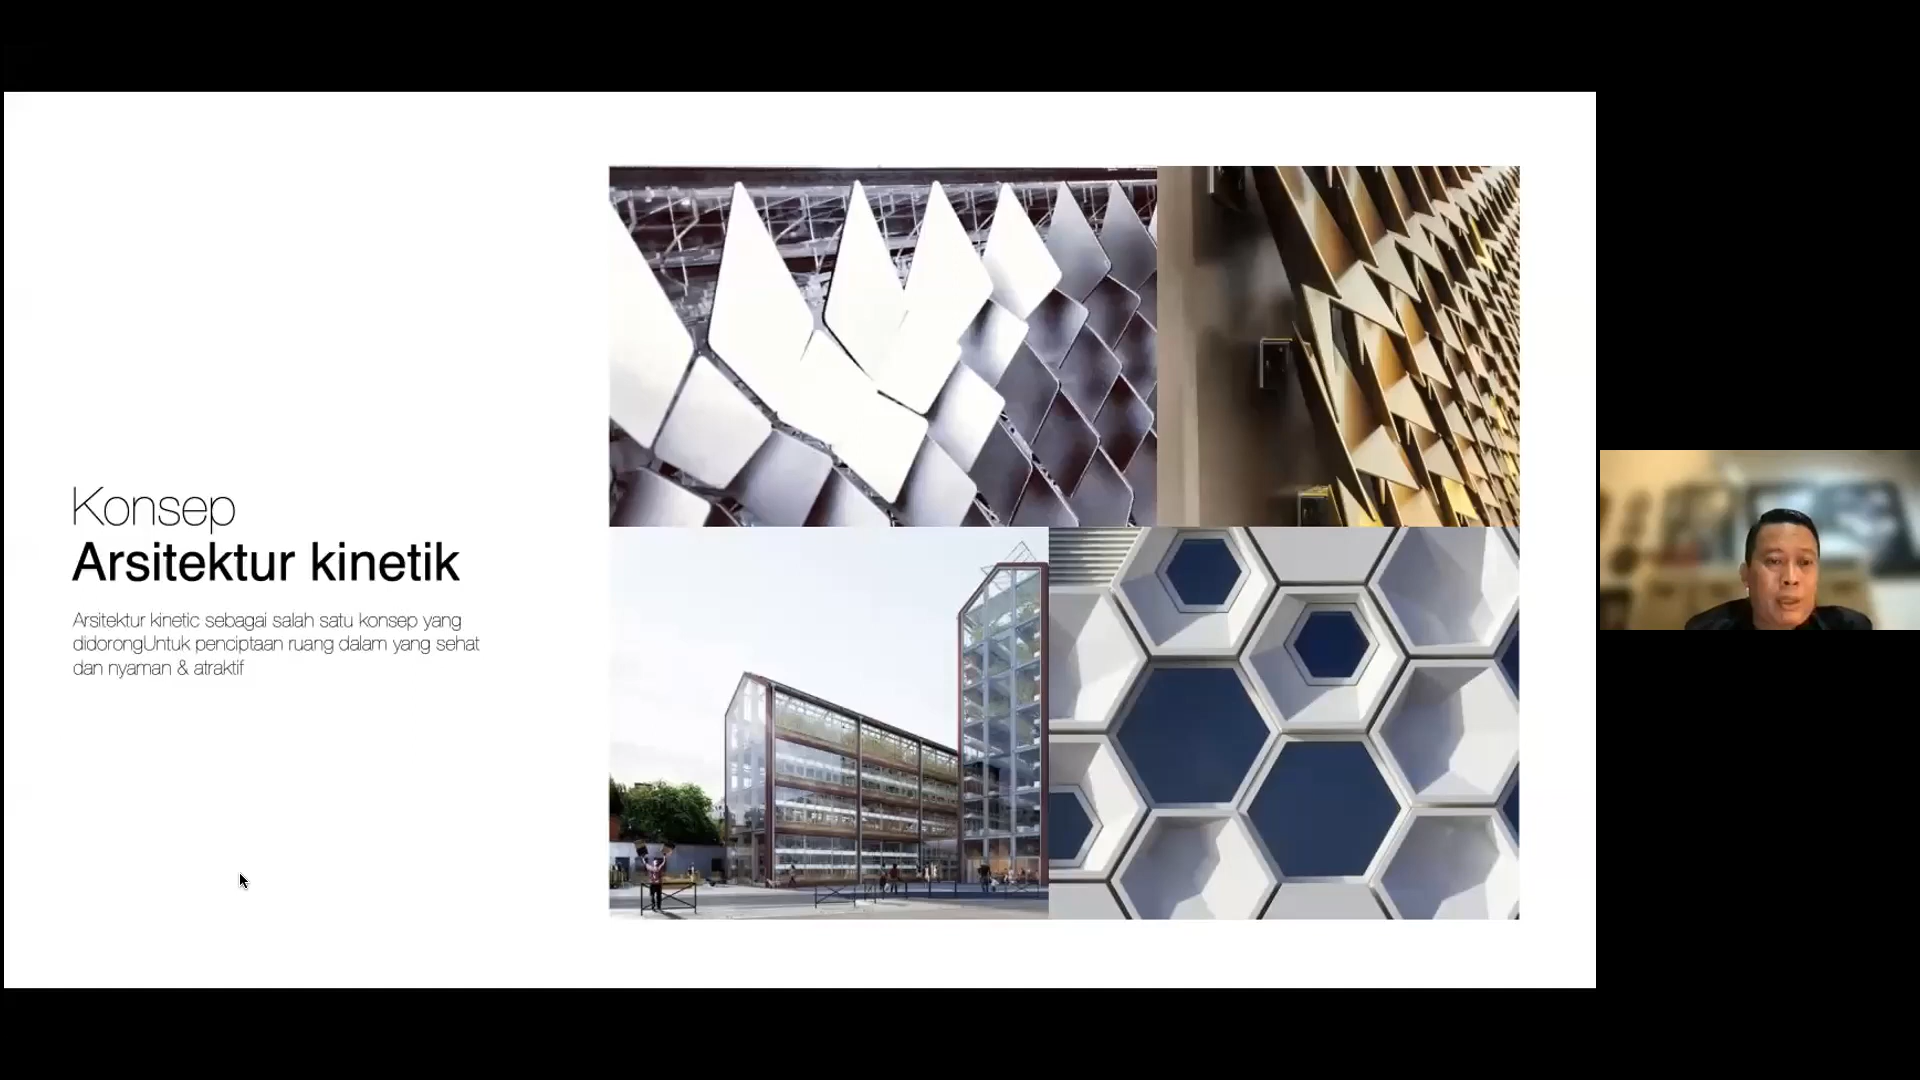 Konsep
Arsitektur kinetik
Arsitektur kinetic sebagai salah satu konsep yang
didorongUntuk penciptaan ruang dalam yang sehat
dan nyaman & atraktif